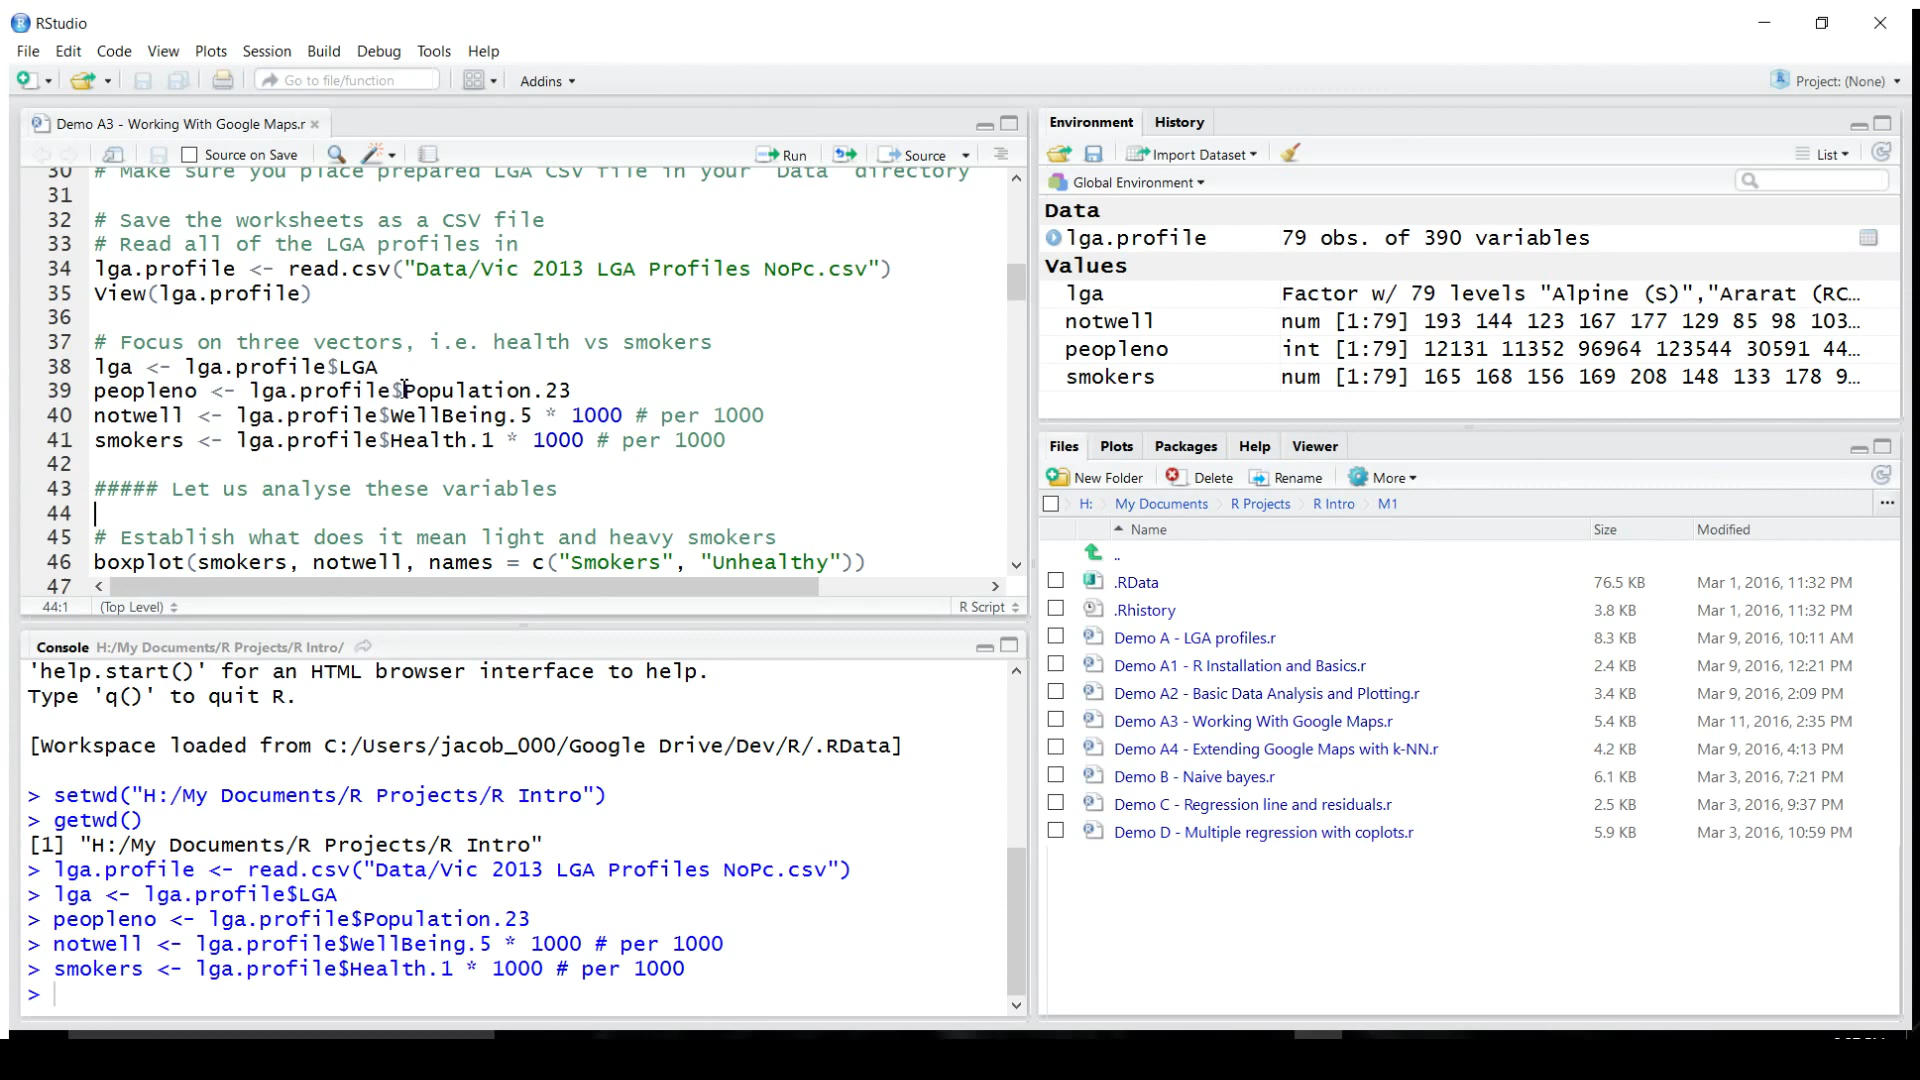 RStudio
File Edit Code View Plots Session Build Debug Tools Help
Go to file/function Addins Project: (None)
Demo A3 - Working With Google Maps.r
Source on Save Run Source
30 # Make sure you place prepared LGA CSV file in your "Data" directory
31
32 # Save the worksheets as a CSV file
33 # Read all of the LGA profiles in
34 lga.profile <- read.csv("Data/Vic 2013 LGA Profiles NoPc.csv")
35 View(lga.profile)
36
37 # Focus on three vectors, i.e. health vs smokers
38 lga <- lga.profile$LGA
39 peopleno <- lga.profile$Population.23
40 notwell <- lga.profile$WellBeing.5 * 1000 # per 1000
41 smokers <- lga.profile$Health.1 * 1000 # per 1000
42
43 ##### Let us analyse these variables
44
45 # Establish what does it mean light and heavy smokers
46 boxplot(smokers, notwell, names = c("Smokers", "Unhealthy"))
47
44:1 (Top Level) R Script
Console H:/My Documents/R Projects/R Intro/
'help.start()' for an HTML browser interface to help.
Type 'q()' to quit R.
[Workspace loaded from C:/Users/jacob_000/Google Drive/Dev/R/.RData]
> setwd("H:/My Documents/R Projects/R Intro")
> getwd()
[1] "H:/My Documents/R Projects/R Intro"
> lga.profile <- read.csv("Data/Vic 2013 LGA Profiles NoPc.csv")
> lga <- lga.profile$LGA
> peopleno <- lga.profile$Population.23
> notwell <- lga.profile$WellBeing.5 * 1000 # per 1000
> smokers <- lga.profile$Health.1 * 1000 # per 1000
>
Environment History
Import Dataset List
Global Environment
Data
lga.profile 79 obs. of 390 variables
Values
lga Factor w/ 79 levels "Alpine (S)","Ararat (RC…
notwell num [1:79] 193 144 123 167 177 129 85 98 103…
peopleno int [1:79] 12131 11352 96964 123544 30591 44…
smokers num [1:79] 165 168 156 169 208 148 133 178 9…
Files Plots Packages Help Viewer
New Folder Delete Rename More
H: My Documents R Projects R Intro M1 ...
Name Size Modified
..
.RData 76.5 KB Mar 1, 2016, 11:32 PM
.Rhistory 3.8 KB Mar 1, 2016, 11:32 PM
Demo A - LGA profiles.r 8.3 KB Mar 9, 2016, 10:11 AM
Demo A1 - R Installation and Basics.r 2.4 KB Mar 9, 2016, 12:21 PM
Demo A2 - Basic Data Analysis and Plotting.r 3.4 KB Mar 9, 2016, 2:09 PM
Demo A3 - Working With Google Maps.r 5.4 KB Mar 11, 2016, 2:35 PM
Demo A4 - Extending Google Maps with k-NN.r 4.2 KB Mar 9, 2016, 4:13 PM
Demo B - Naive bayes.r 6.1 KB Mar 3, 2016, 7:21 PM
Demo C - Regression line and residuals.r 2.5 KB Mar 3, 2016, 9:37 PM
Demo D - Multiple regression with coplots.r 5.9 KB Mar 3, 2016, 10:59 PM